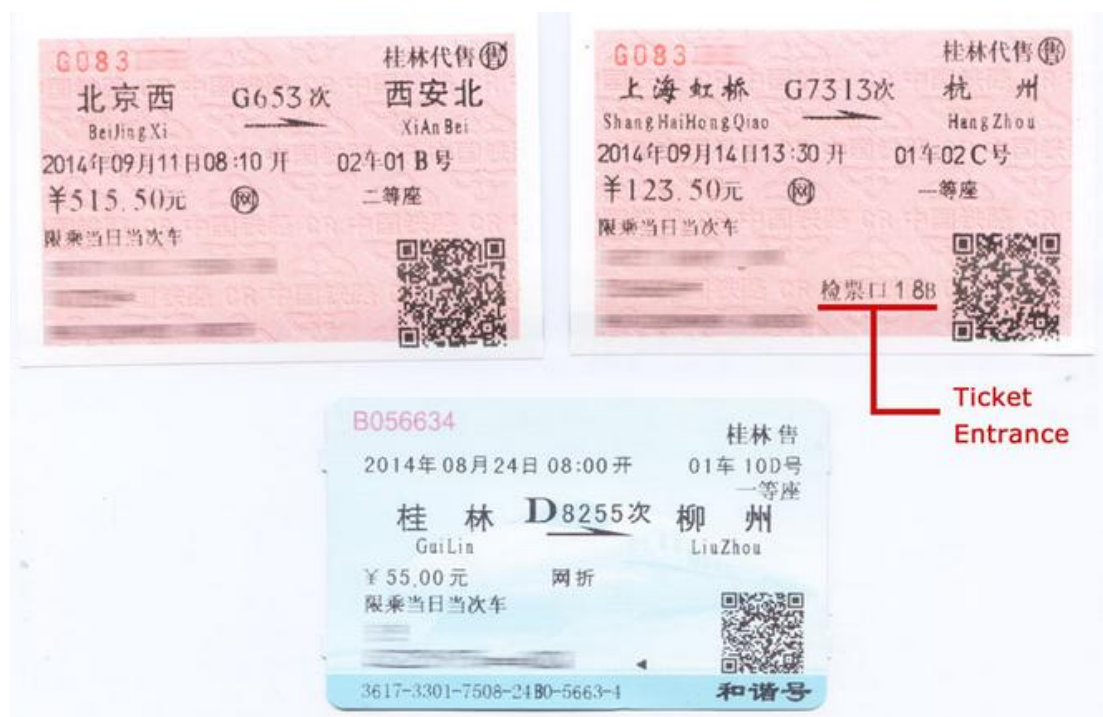 G083
桂林代售 售
北京西 G653次 西安北
BeiJingXi XiAnBei
2014年09月11日08:10开 02车01B号
¥515.50元 网 二等座
限乘当日当次车
G083
桂林代售 售
上海虹桥 G7313次 杭州
ShangHaiHongQiao HangZhou
2014年09月14日13:30开 01车02C号
¥123.50元 网 一等座
限乘当日当次车
检票口18B
Ticket
Entrance
B056634
桂林售
2014年08月24日08:00开 01车10D号
一等座
桂林 D8255次 柳州
GuiLin LiuZhou
¥55.00元 网折
限乘当日当次车
3617-3301-7508-24B0-5663-4 和谐号